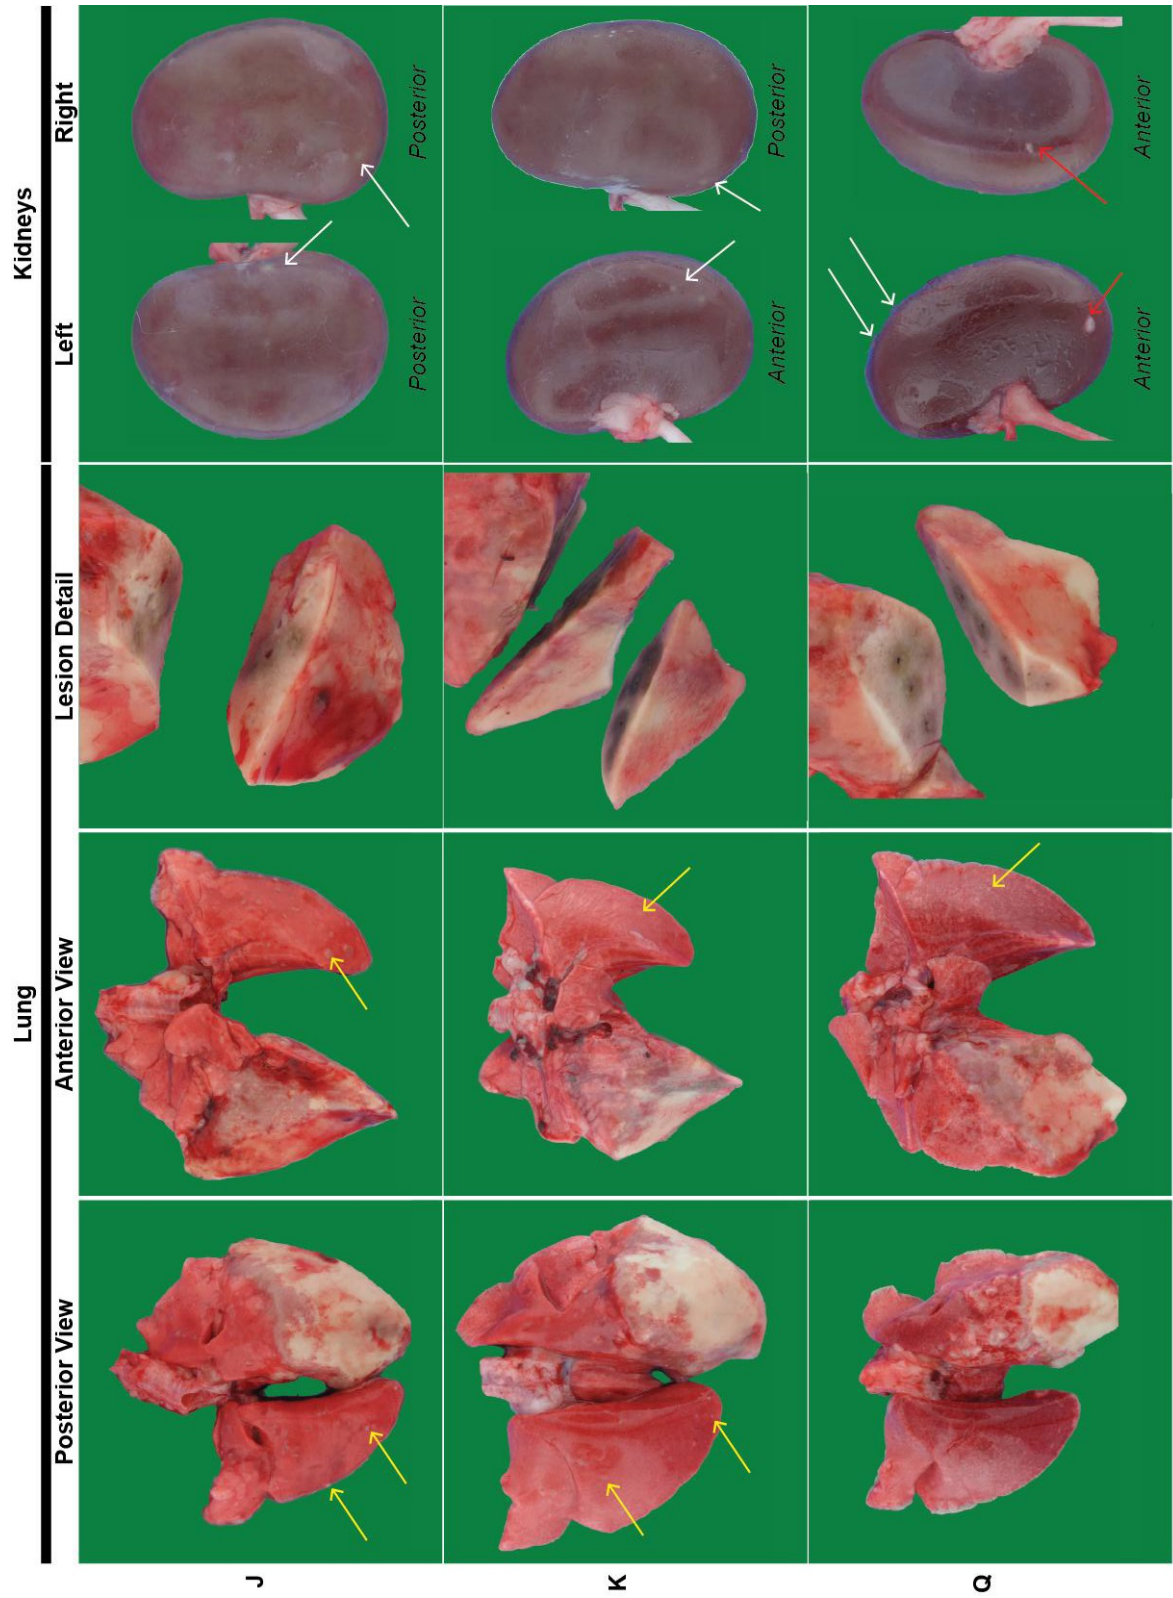 Lung
Kidneys
Posterior View
Anterior View
Lesion Detail
Left
Right
J
Posterior
Posterior
K
Anterior
Posterior
Q
Anterior
Anterior